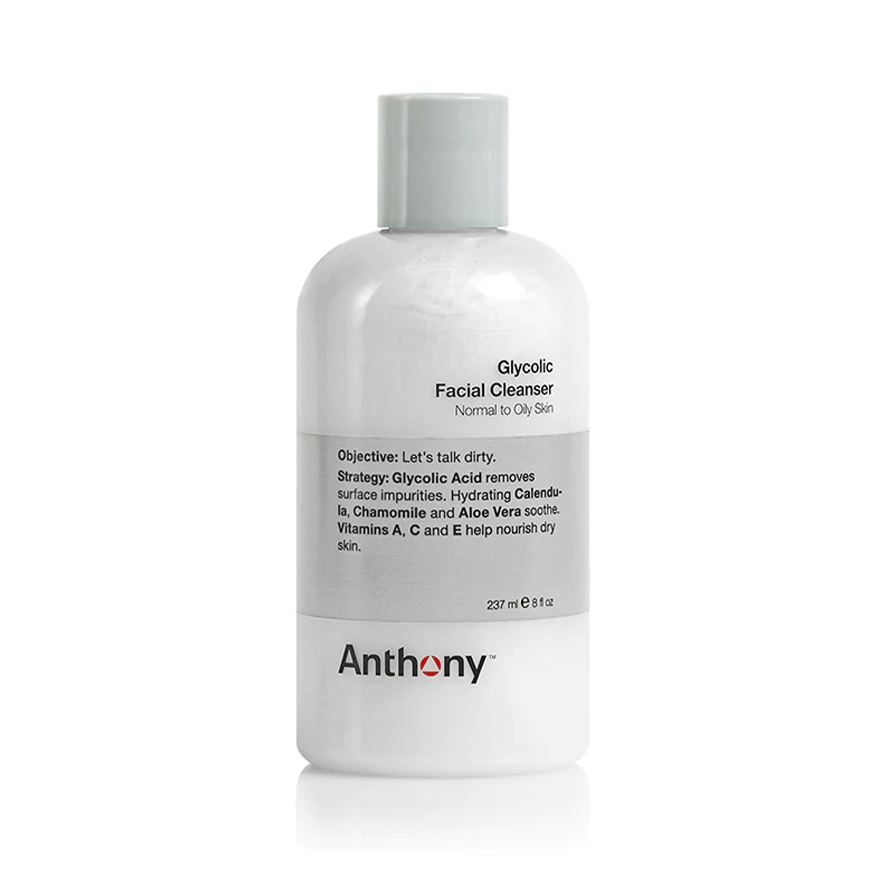 Glycolic
Facial Cleanser
Normal to Oily Skin
Objective: Let's talk dirty.
Strategy: Glycolic Acid removes
surface impurities. Hydrating Calendu-
la, Chamomile and Aloe Vera soothe.
Vitamins A, C and E help nourish dry
skin.
237 ml ℮ 8 fl oz
Anthony™